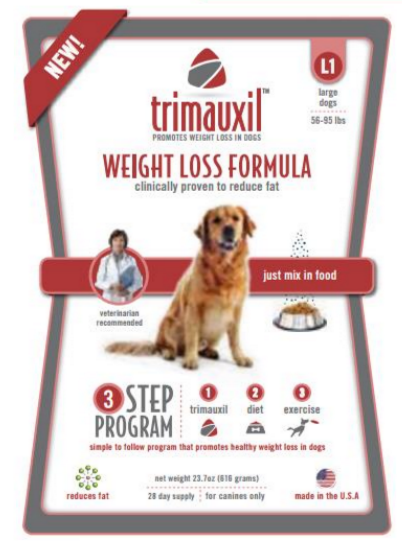 NEW!
L1
large
dogs
56-95 lbs
trimauxil™
PROMOTES WEIGHT LOSS IN DOGS
WEIGHT LOSS FORMULA
clinically proven to reduce fat
just mix in food
veterinarian
recommended
3 STEP
PROGRAM
1 2 3
trimauxil diet exercise
simple to follow program that promotes healthy weight loss in dogs
reduces fat
net weight 23.7oz (616 grams)
28 day supply for canines only
made in the U.S.A